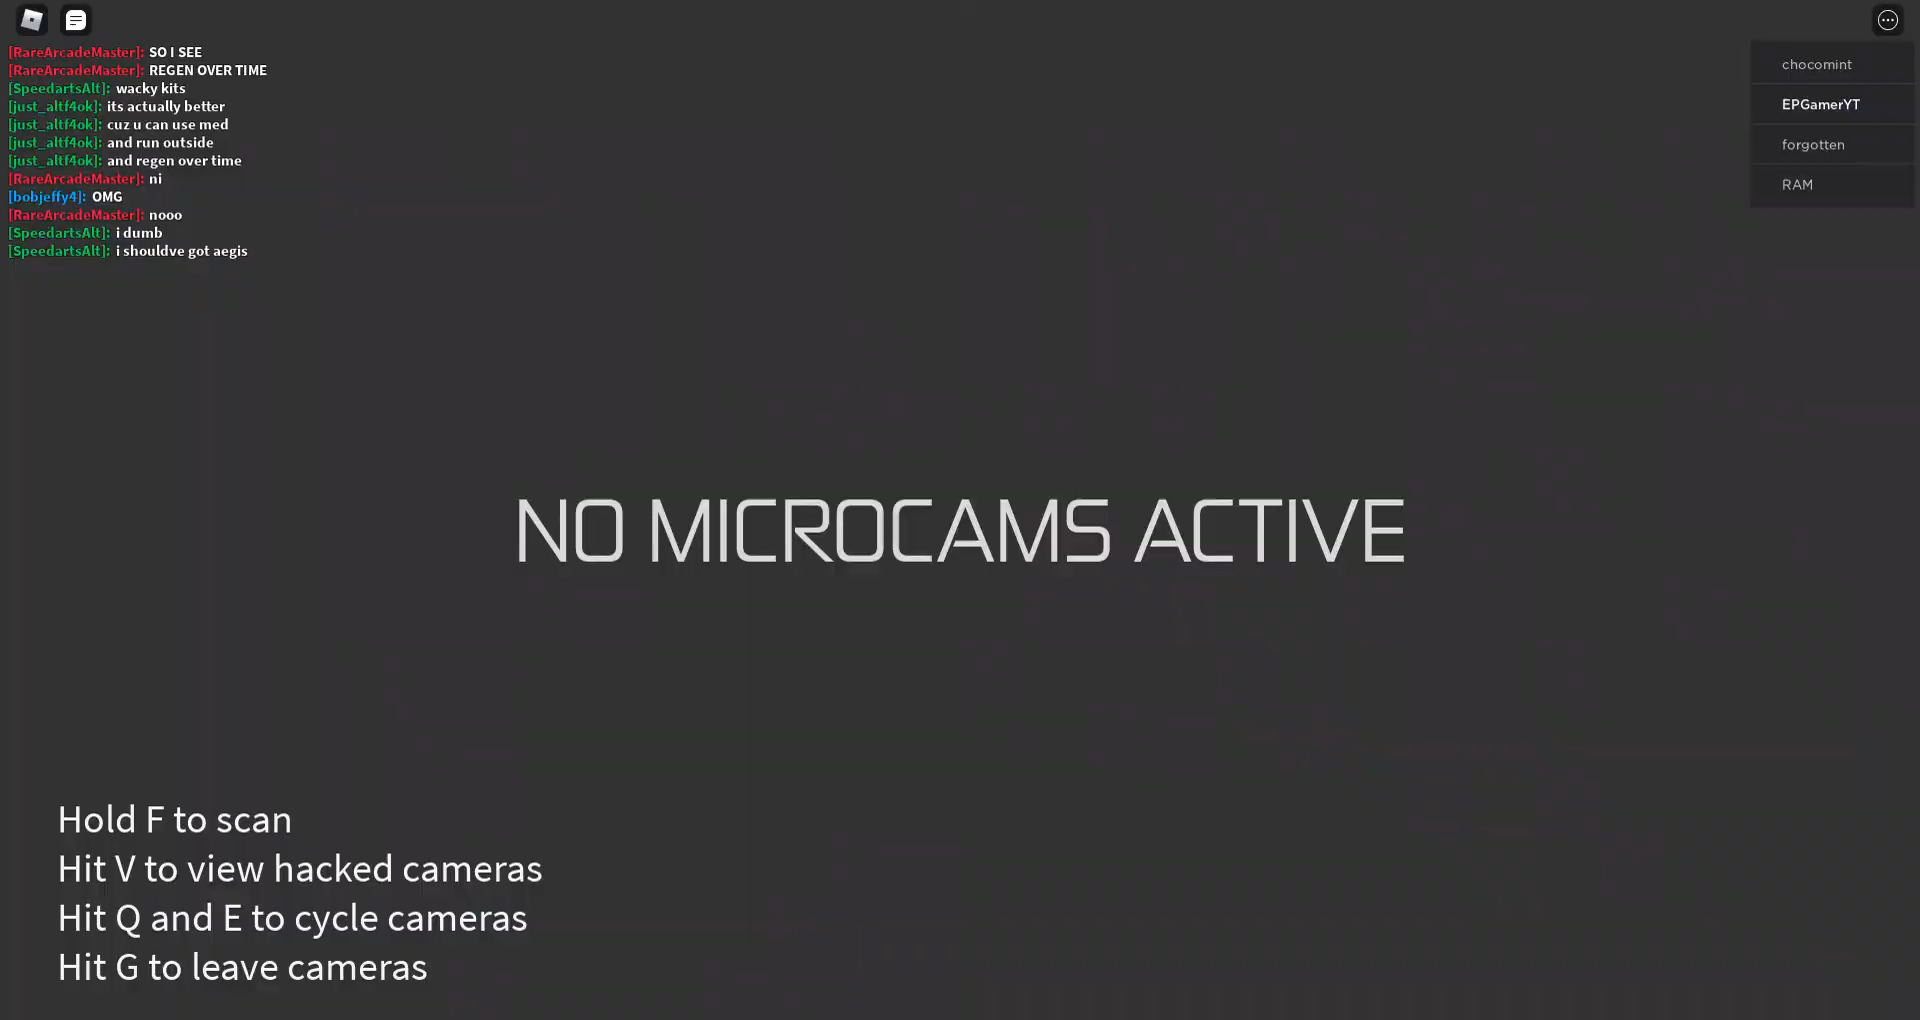 [RareArcadeMaster]: SO I SEE
[RareArcadeMaster]: REGEN OVER TIME
[SpeedartsAlt]: wacky kits
[just_altf4ok]: its actually better
[just_altf4ok]: cuz u can use med
[just_altf4ok]: and run outside
[just_altf4ok]: and regen over time
[RareArcadeMaster]: ni
[bobjeffy4]: OMG
[RareArcadeMaster]: nooo
[SpeedartsAlt]: i dumb
[SpeedartsAlt]: i shouldve got aegis
chocomint
EPGamerYT
forgotten
RAM
NO MICROCAMS ACTIVE
Hold F to scan
Hit V to view hacked cameras
Hit Q and E to cycle cameras
Hit G to leave cameras